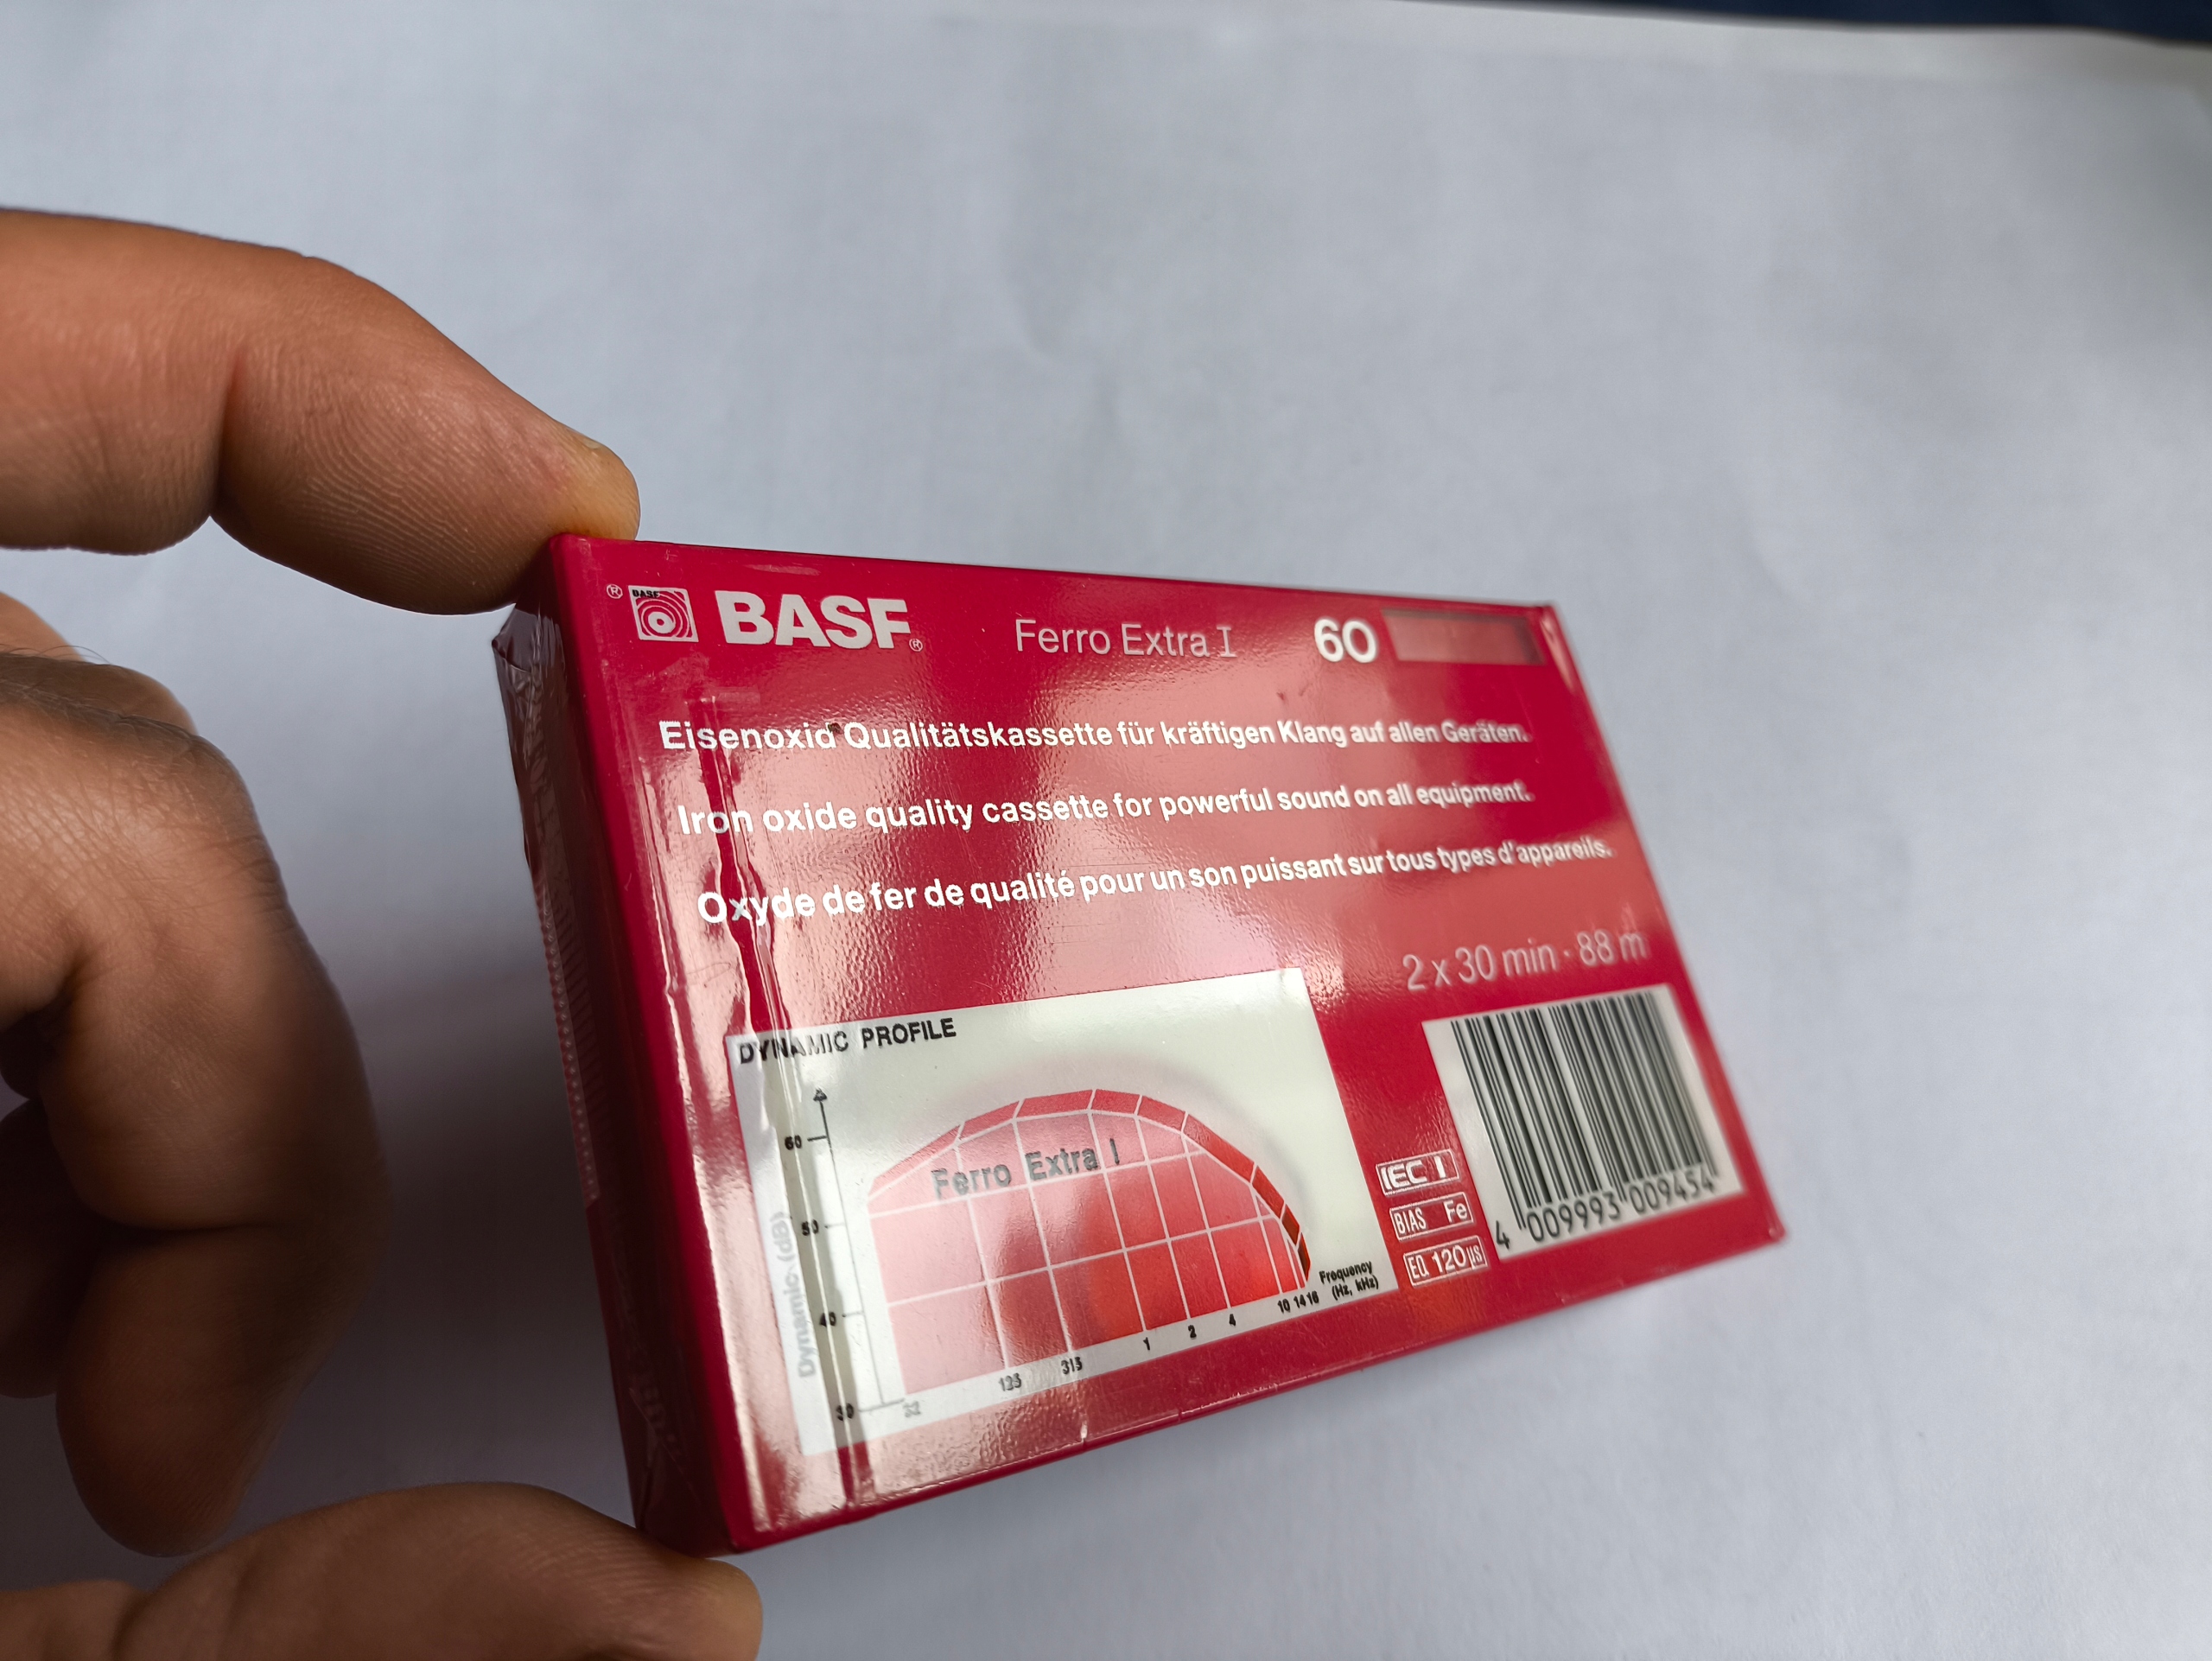 ® BASF BASF® Ferro Extra I 60
Eisenoxid Qualitätskassette für kräftigen Klang auf allen Geräten.
Iron oxide quality cassette for powerful sound on all equipment.
Oxyde de fer de qualité pour un son puissant sur tous types d'appareils.
2 x 30 min · 88 m
DYNAMIC PROFILE
Dynamic (dB)
60
50
40
30
Ferro Extra I
32 125 315 1 2 4 10 14 18
Frequency
(Hz, kHz)
IEC I
BIAS Fe
EQ. 120 µs
4 009993 009454